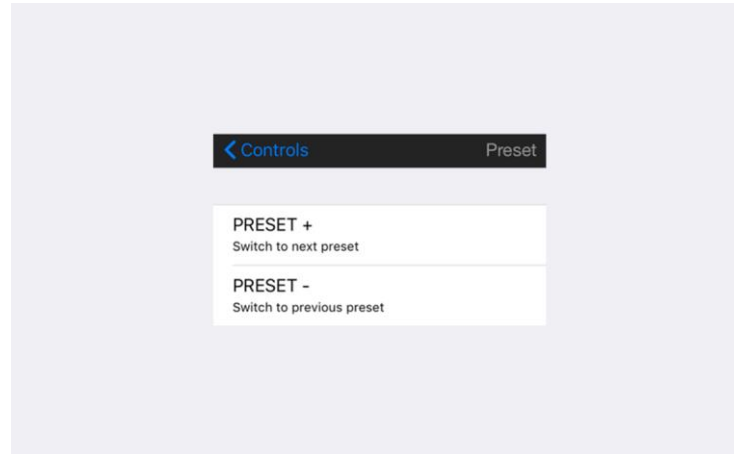 Controls
Preset
PRESET +
Switch to next preset
PRESET -
Switch to previous preset